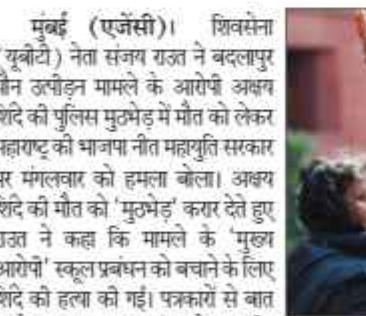 मुंबई (एजेंसी)। शिवसेना
(यूबीटी) नेता संजय राउत ने बदलापुर
यौन उत्पीड़न मामले के आरोपी अक्षय
शिंदे की पुलिस मुठभेड़ में मौत को लेकर
महाराष्ट्र की भाजपा नीत महायुति सरकार
पर मंगलवार को हमला बोला। अक्षय
शिंदे की मौत को 'मुठभेड़' करार देते हुए
राउत ने कहा कि मामले के 'मुख्य
आरोपी' स्कूल प्रबंधन को बचाने के लिए
शिंदे की हत्या की गई। पत्रकारों से बात